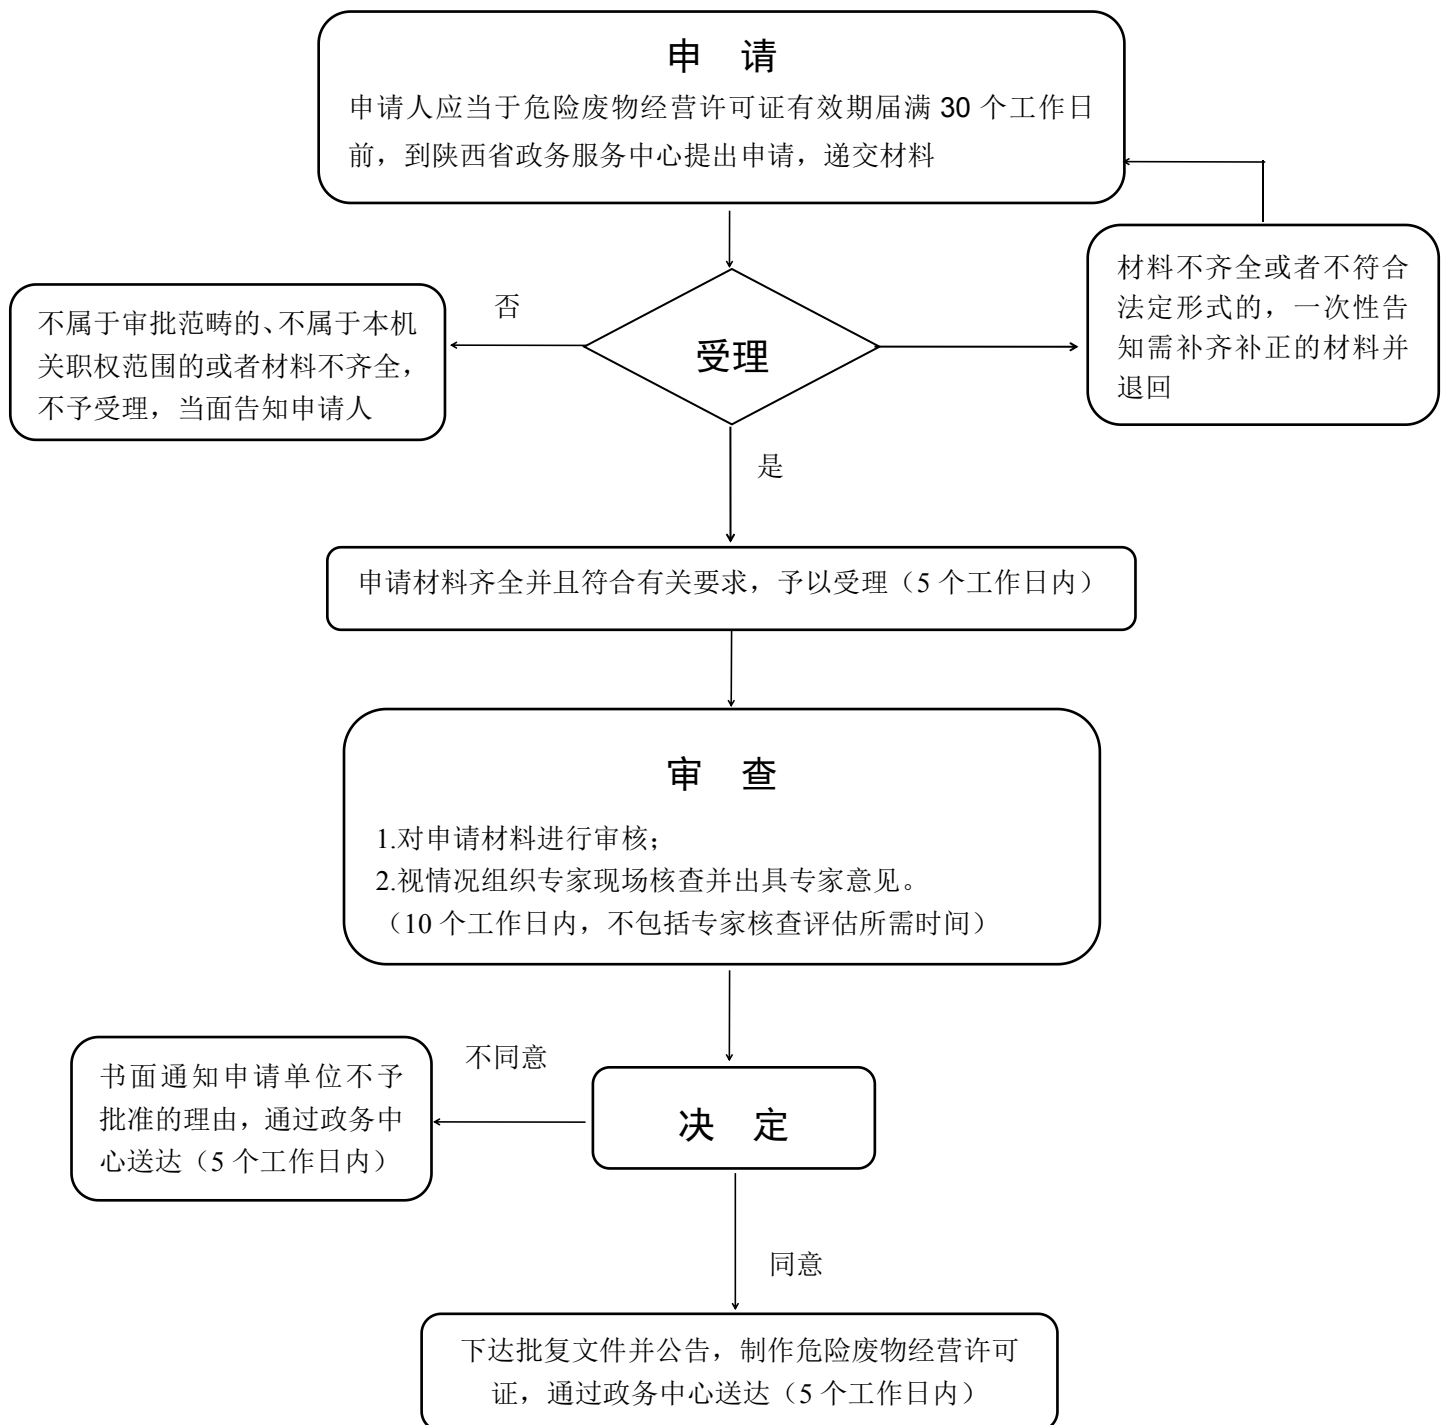 申 请
申请人应当于危险废物经营许可证有效期届满 30 个工作日
前，到陕西省政务服务中心提出申请，递交材料
材料不齐全或者不符合
法定形式的，一次性告
知需补齐补正的材料并
退回
否
不属于审批范畴的、不属于本机
关职权范围的或者材料不齐全，
不予受理，当面告知申请人
受理
是
申请材料齐全并且符合有关要求，予以受理（5 个工作日内）
审 查
1.对申请材料进行审核；
2.视情况组织专家现场核查并出具专家意见。
（10 个工作日内，不包括专家核查评估所需时间）
不同意
书面通知申请单位不予
批准的理由，通过政务中
心送达（5 个工作日内）
决 定
同意
下达批复文件并公告，制作危险废物经营许可
证，通过政务中心送达（5 个工作日内）